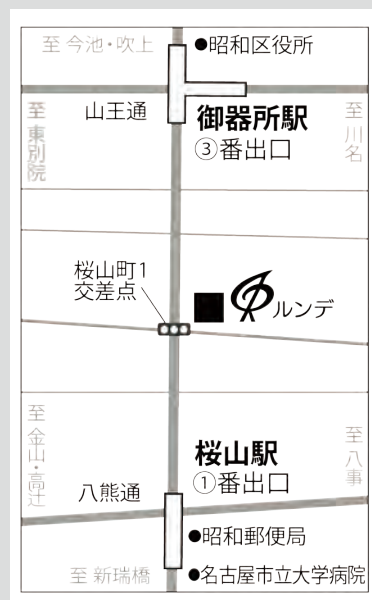 至 今池・吹上
●昭和区役所
山王通
御器所駅
③番出口
至 東別院
至 川名
桜山町1
交差点
ルンデ
桜山駅
①番出口
至 金山・高辻
至 八事
八熊通
●昭和郵便局
至 新瑞橋
●名古屋市立大学病院